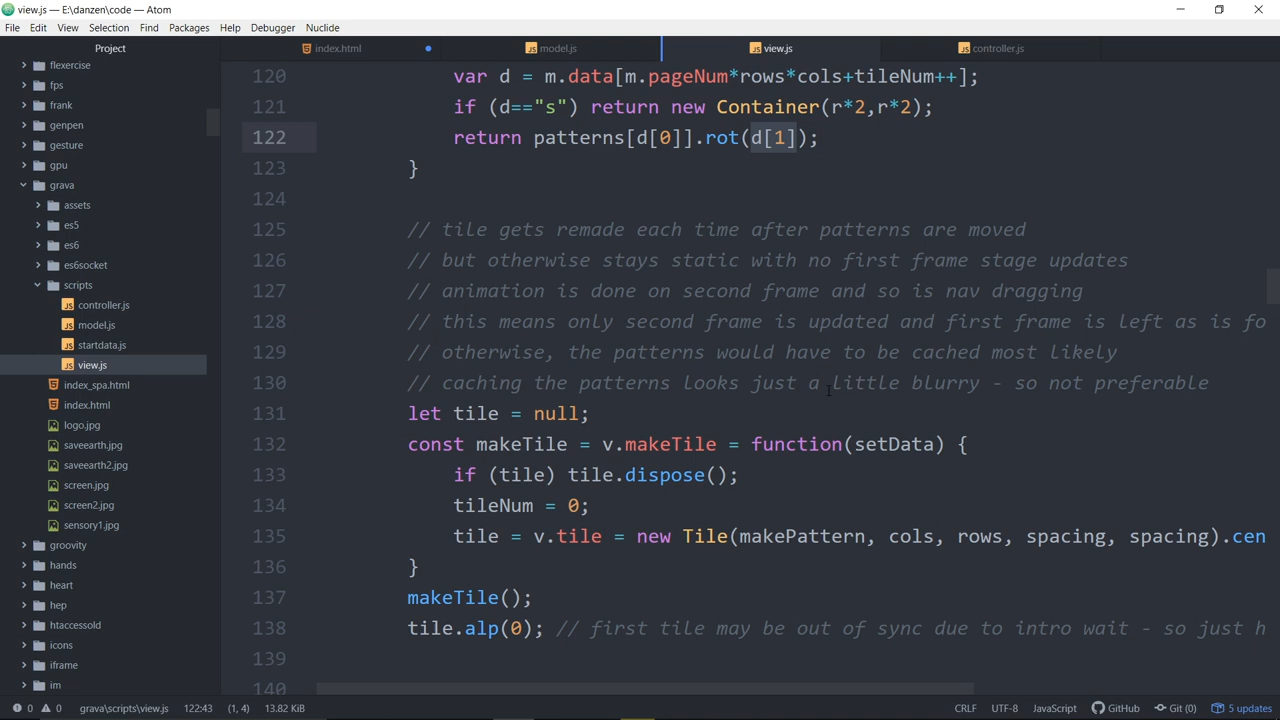 view.js — E:\danzen\code — Atom
File Edit View Selection Find Packages Help Debugger Nuclide
Project
index.html
model.js
view.js
controller.js
flexercise
fps
frank
genpen
gesture
gpu
grava
assets
es5
es6
es6socket
scripts
controller.js
model.js
startdata.js
view.js
index_spa.html
index.html
logo.jpg
saveearth.jpg
saveearth2.jpg
screen.jpg
screen2.jpg
sensory1.jpg
groovity
hands
heart
hep
htaccessold
icons
iframe
im
120 var d = m.data[m.pageNum*rows*cols+tileNum++];
121 if (d=="s") return new Container(r*2,r*2);
122 return patterns[d[0]].rot(d[1]);
123 }
124
125 // tile gets remade each time after patterns are moved
126 // but otherwise stays static with no first frame stage updates
127 // animation is done on second frame and so is nav dragging
128 // this means only second frame is updated and first frame is left as is fo
129 // otherwise, the patterns would have to be cached most likely
130 // caching the patterns looks just a little blurry - so not preferable
131 let tile = null;
132 const makeTile = v.makeTile = function(setData) {
133 if (tile) tile.dispose();
134 tileNum = 0;
135 tile = v.tile = new Tile(makePattern, cols, rows, spacing, spacing).cen
136 }
137 makeTile();
138 tile.alp(0); // first tile may be out of sync due to intro wait - so just h
139
140
0 0 grava\scripts\view.js 122:43 (1, 4) 13.82 KiB CRLF UTF-8 JavaScript GitHub Git (0) 5 updates